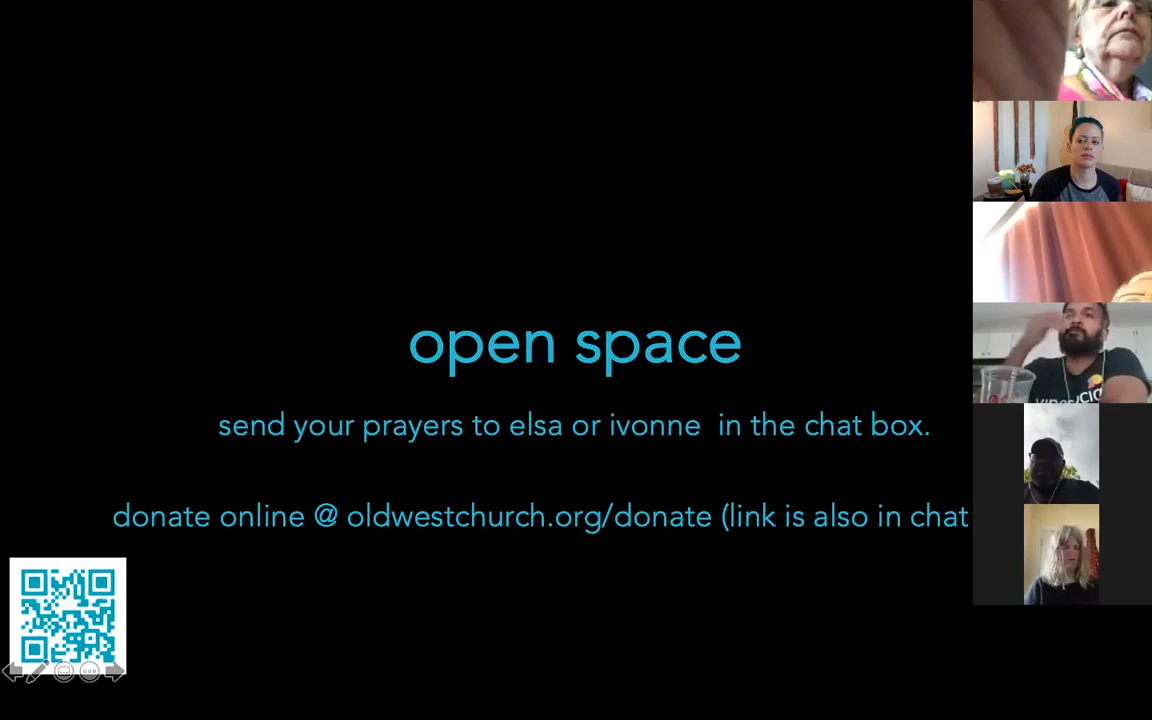 open space
send your prayers to elsa or ivonne  in the chat box.
donate online @ oldwestchurch.org/donate (link is also in chat